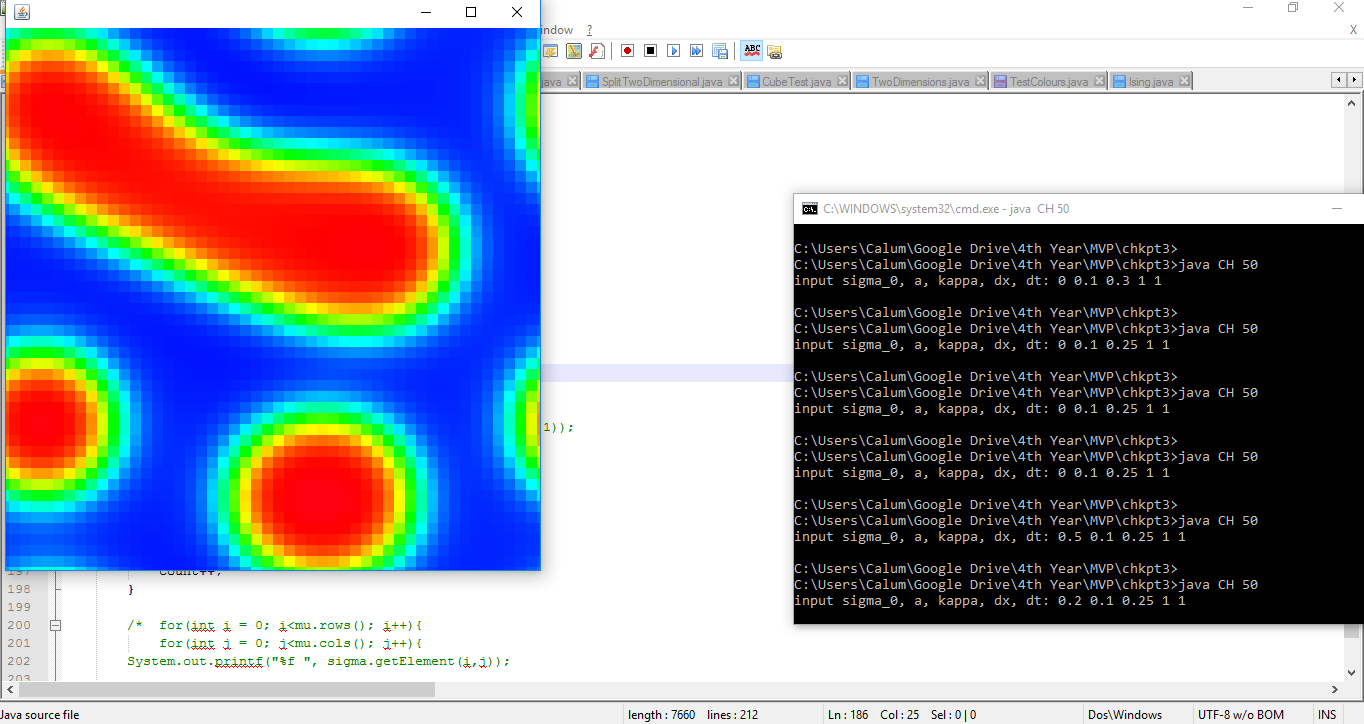 indow ?
X
java SplitTwoDimensional.java CubeTest.java TwoDimensions.java TestColours.java Ising.java
ABC
1));
C:\WINDOWS\system32\cmd.exe - java CH 50
C:\Users\Calum\Google Drive\4th Year\MVP\chkpt3>
C:\Users\Calum\Google Drive\4th Year\MVP\chkpt3>java CH 50
input sigma_0, a, kappa, dx, dt: 0 0.1 0.3 1 1
C:\Users\Calum\Google Drive\4th Year\MVP\chkpt3>
C:\Users\Calum\Google Drive\4th Year\MVP\chkpt3>java CH 50
input sigma_0, a, kappa, dx, dt: 0 0.1 0.25 1 1
C:\Users\Calum\Google Drive\4th Year\MVP\chkpt3>
C:\Users\Calum\Google Drive\4th Year\MVP\chkpt3>java CH 50
input sigma_0, a, kappa, dx, dt: 0 0.1 0.25 1 1
C:\Users\Calum\Google Drive\4th Year\MVP\chkpt3>
C:\Users\Calum\Google Drive\4th Year\MVP\chkpt3>java CH 50
input sigma_0, a, kappa, dx, dt: 0 0.1 0.25 1 1
C:\Users\Calum\Google Drive\4th Year\MVP\chkpt3>
C:\Users\Calum\Google Drive\4th Year\MVP\chkpt3>java CH 50
input sigma_0, a, kappa, dx, dt: 0.5 0.1 0.25 1 1
C:\Users\Calum\Google Drive\4th Year\MVP\chkpt3>
C:\Users\Calum\Google Drive\4th Year\MVP\chkpt3>java CH 50
input sigma_0, a, kappa, dx, dt: 0.2 0.1 0.25 1 1
197 count++;
198 }
199
200 /* for(int i = 0; i<mu.rows(); i++){
201 for(int j = 0; j<mu.cols(); j++){
202 System.out.printf("%f ", sigma.getElement(i,j));
203
Java source file length : 7660 lines : 212 Ln : 186 Col : 25 Sel : 0 | 0 Dos\Windows UTF-8 w/o BOM INS